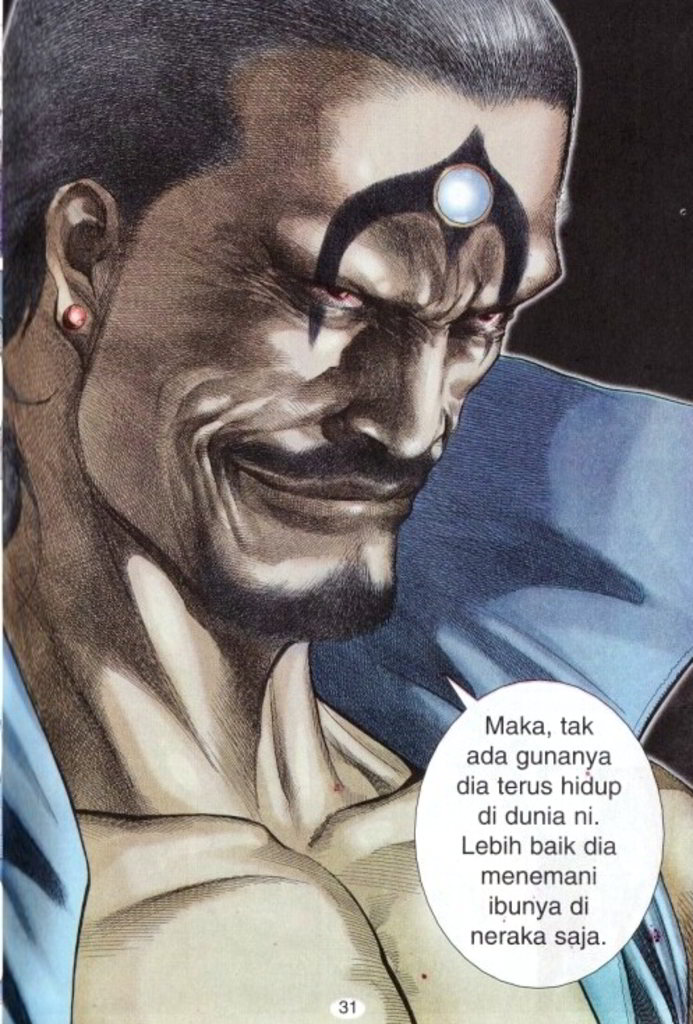 Maka, tak
ada gunanya
dia terus hidup
di dunia ni.
Lebih baik dia
menemani
ibunya di
neraka saja.
31